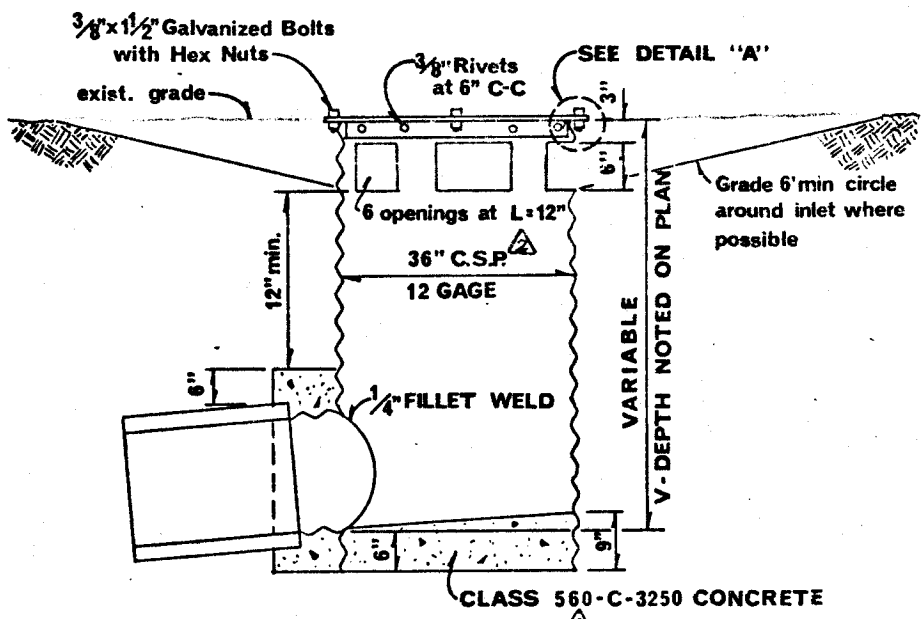 3/8"x1 1/2" Galvanized Bolts
with Hex Nuts
3/8" Rivets
at 6" C-C
SEE DETAIL "A"
exist. grade
3"
6"
6 openings at L=12"
Grade 6'min circle
around inlet where
possible
2
36" C.S.P.
12 GAGE
12"min.
VARIABLE
V-DEPTH NOTED ON PLAN
6"
1/4" FILLET WELD
6"
9"
CLASS 560-C-3250 CONCRETE